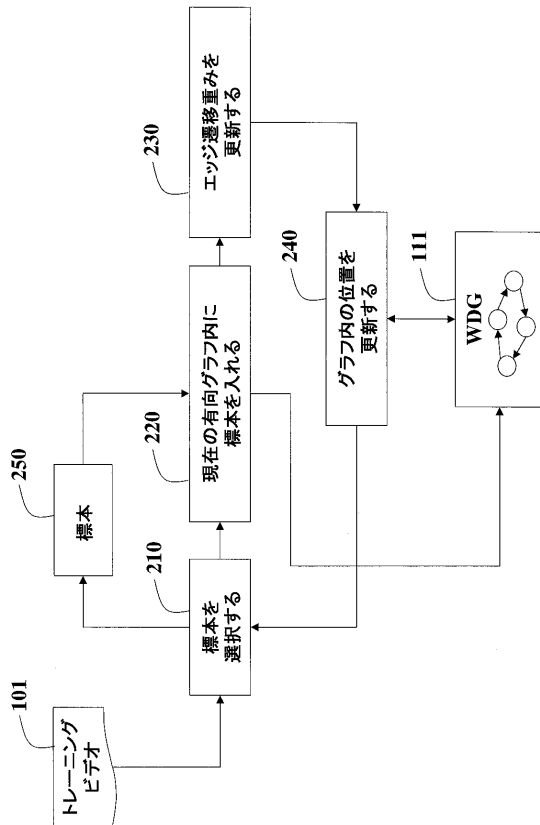 101
トレーニング
ビデオ
250
標本
210
標本を
選択する
220
現在の有向グラフ内に
標本を入れる
230
エッジ遷移重みを
更新する
240
グラフ内の位置を
更新する
111
WDG